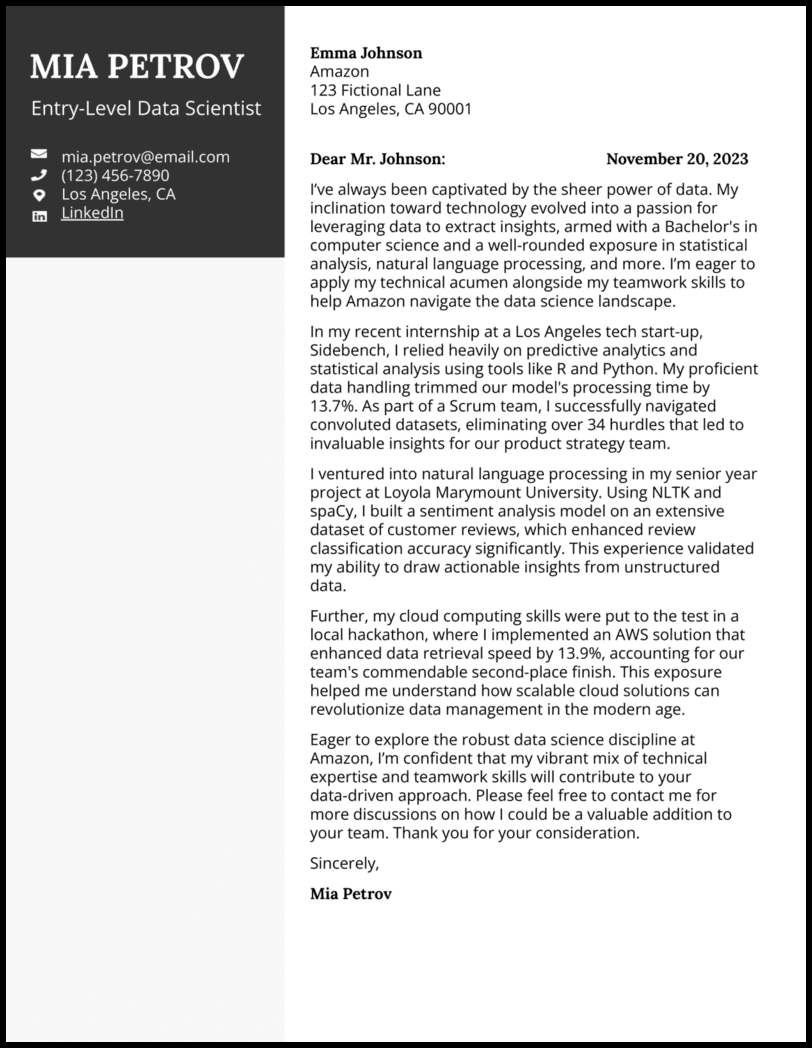 MIA PETROV
Entry-Level Data Scientist
mia.petrov@email.com
(123) 456-7890
Los Angeles, CA
in LinkedIn
Emma Johnson
Amazon
123 Fictional Lane
Los Angeles, CA 90001
Dear Mr. Johnson: November 20, 2023
I’ve always been captivated by the sheer power of data. My
inclination toward technology evolved into a passion for
leveraging data to extract insights, armed with a Bachelor's in
computer science and a well-rounded exposure in statistical
analysis, natural language processing, and more. I’m eager to
apply my technical acumen alongside my teamwork skills to
help Amazon navigate the data science landscape.
In my recent internship at a Los Angeles tech start-up,
Sidebench, I relied heavily on predictive analytics and
statistical analysis using tools like R and Python. My proficient
data handling trimmed our model's processing time by
13.7%. As part of a Scrum team, I successfully navigated
convoluted datasets, eliminating over 34 hurdles that led to
invaluable insights for our product strategy team.
I ventured into natural language processing in my senior year
project at Loyola Marymount University. Using NLTK and
spaCy, I built a sentiment analysis model on an extensive
dataset of customer reviews, which enhanced review
classification accuracy significantly. This experience validated
my ability to draw actionable insights from unstructured
data.
Further, my cloud computing skills were put to the test in a
local hackathon, where I implemented an AWS solution that
enhanced data retrieval speed by 13.9%, accounting for our
team's commendable second-place finish. This exposure
helped me understand how scalable cloud solutions can
revolutionize data management in the modern age.
Eager to explore the robust data science discipline at
Amazon, I’m confident that my vibrant mix of technical
expertise and teamwork skills will contribute to your
data-driven approach. Please feel free to contact me for
more discussions on how I could be a valuable addition to
your team. Thank you for your consideration.
Sincerely,
Mia Petrov